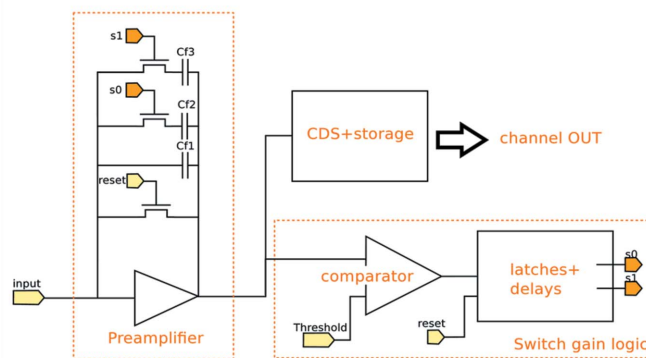 s1
Cf3
s0
Cf2
Cf1
reset
input
Preamplifier
CDS+storage
channel OUT
comparator
Threshold
reset
latches+
delays
s0
s1
Switch gain logic